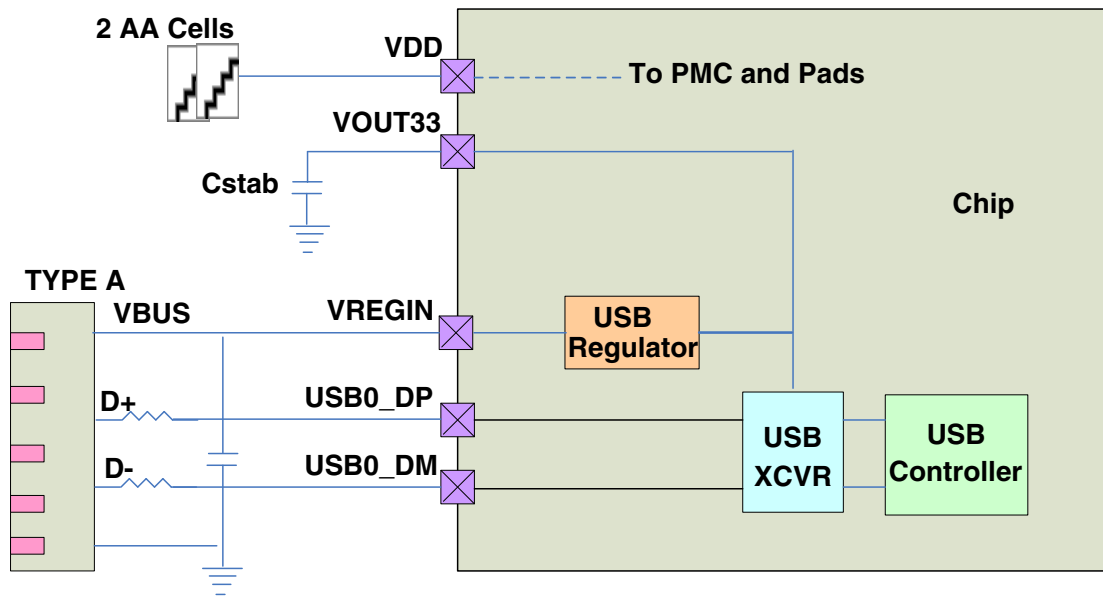 2 AA Cells
VDD
To PMC and Pads
VOUT33
Cstab
Chip
TYPE A
VBUS
VREGIN
USB
Regulator
D+
USB0_DP
D-
USB0_DM
USB
XCVR
USB
Controller